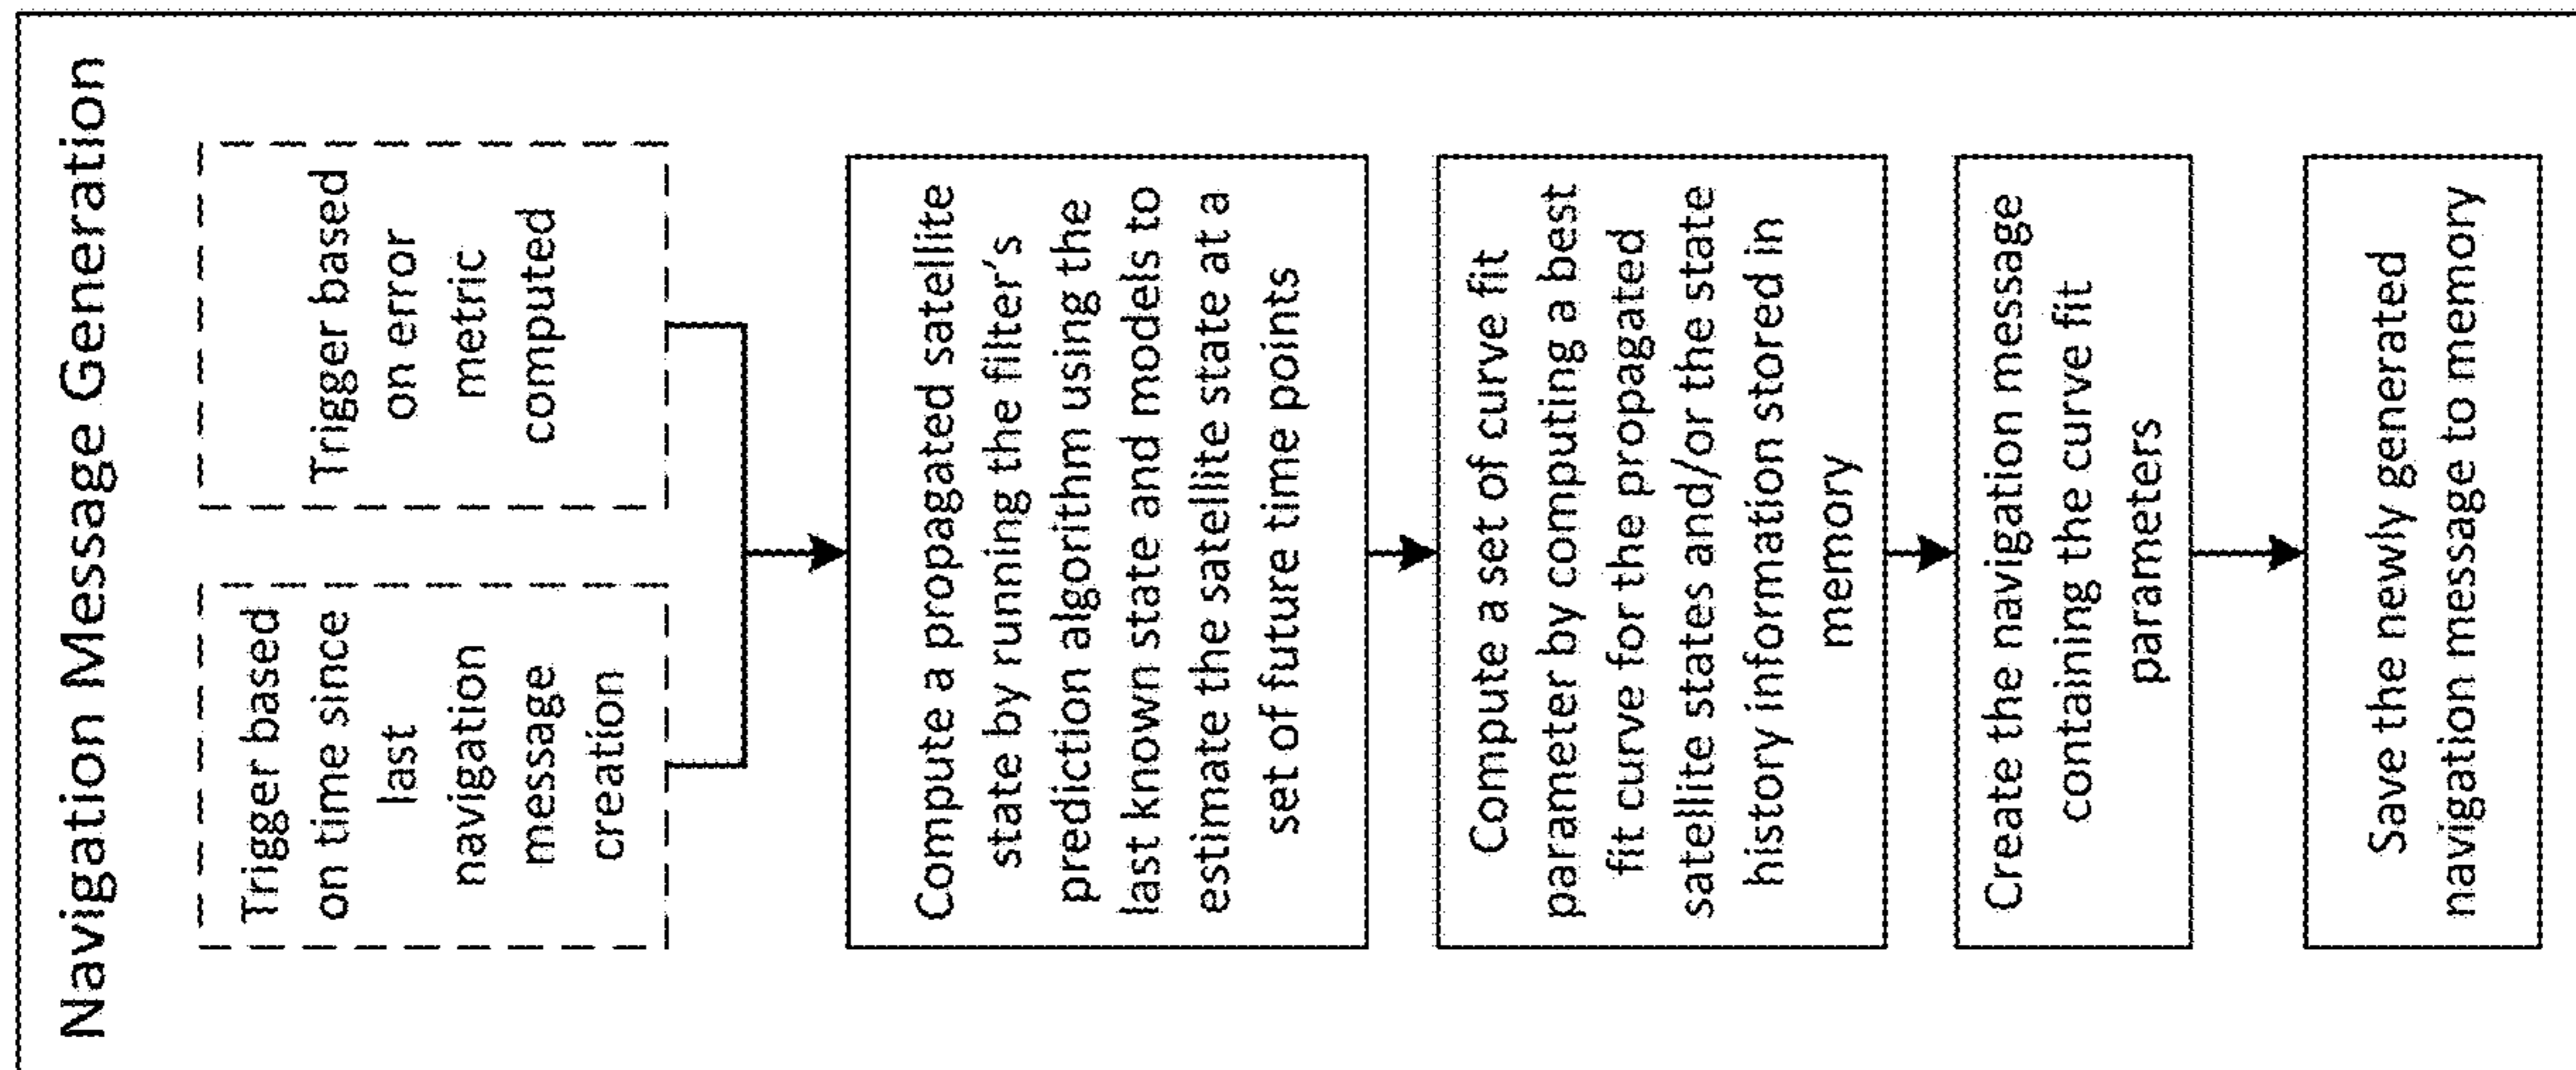 Navigation Message Generation
Trigger based
on time since
last
navigation
message
creation
Trigger based
on error
metric
computed
Compute a propagated satellite
state by running the filter's
prediction algorithm using the
last known state and models to
estimate the satellite state at a
set of future time points
Compute a set of curve fit
parameter by computing a best
fit curve for the propagated
satellite states and/or the state
history information stored in
memory
Create the navigation message
containing the curve fit
parameters
Save the newly generated
navigation message to memory